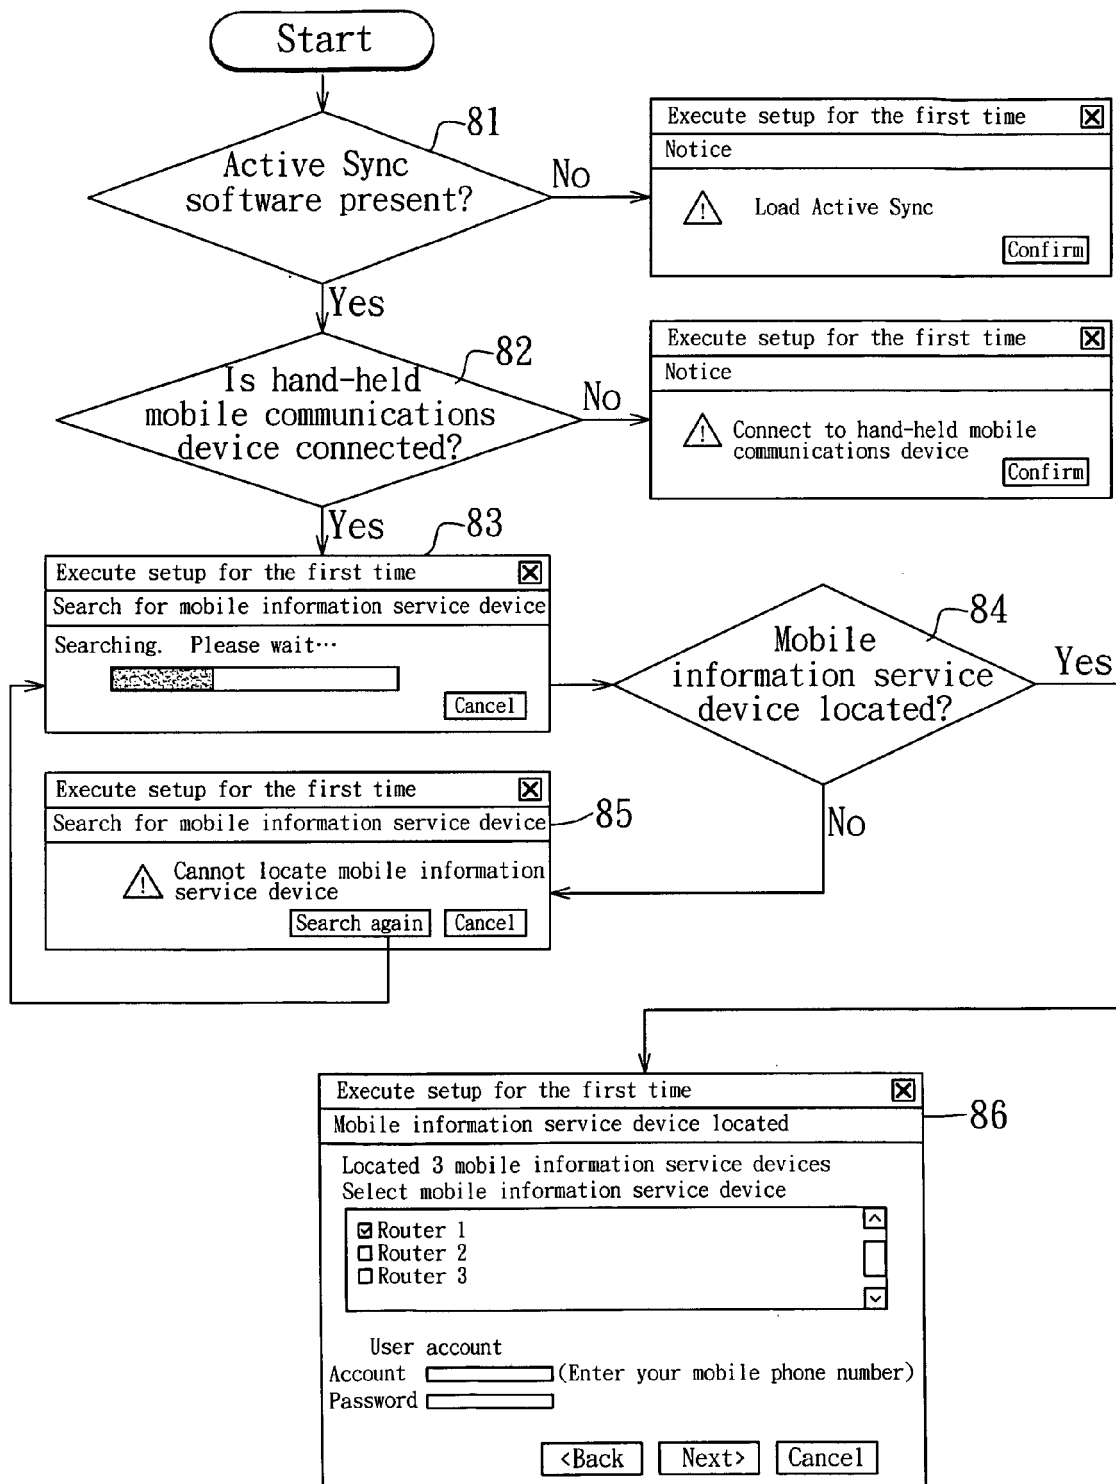 Start
81
Active Sync
software present?
No
Execute setup for the first time
Notice
Load Active Sync
Confirm
Yes
82
Is hand-held
mobile communications
device connected?
No
Execute setup for the first time
Notice
Connect to hand-held mobile
communications device
Confirm
Yes
83
Execute setup for the first time
Search for mobile information service device
Searching. Please wait…
Cancel
84
Mobile
information service
device located?
Yes
No
Execute setup for the first time
Search for mobile information service device
85
Cannot locate mobile information
service device
Search again
Cancel
Execute setup for the first time
Mobile information service device located
86
Located 3 mobile information service devices
Select mobile information service device
Router 1
Router 2
Router 3
User account
Account (Enter your mobile phone number)
Password
<Back
Next>
Cancel